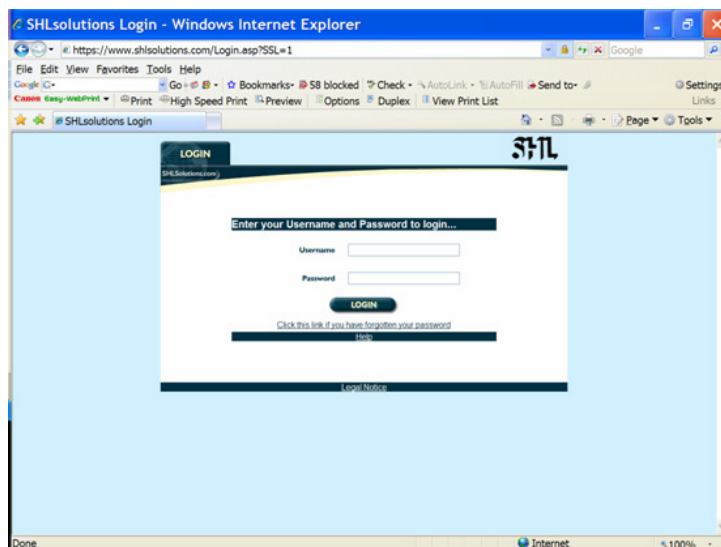 SHLsolutions Login - Windows Internet Explorer
https://www.shlsolutions.com/Login.asp?SSL=1 Google
File Edit View Favorites Tools Help
Google Go Bookmarks 58 blocked Check AutoLink AutoFill Send to Settings
Canon Easy-WebPrint Print High Speed Print Preview Options Duplex View Print List Links
SHLsolutions Login Page Tools
LOGIN SHL
SHLSolutions.com
Enter your Username and Password to login...
Username
Password
LOGIN
Click this link if you have forgotten your password
Help
Legal Notice
Done Internet 100%